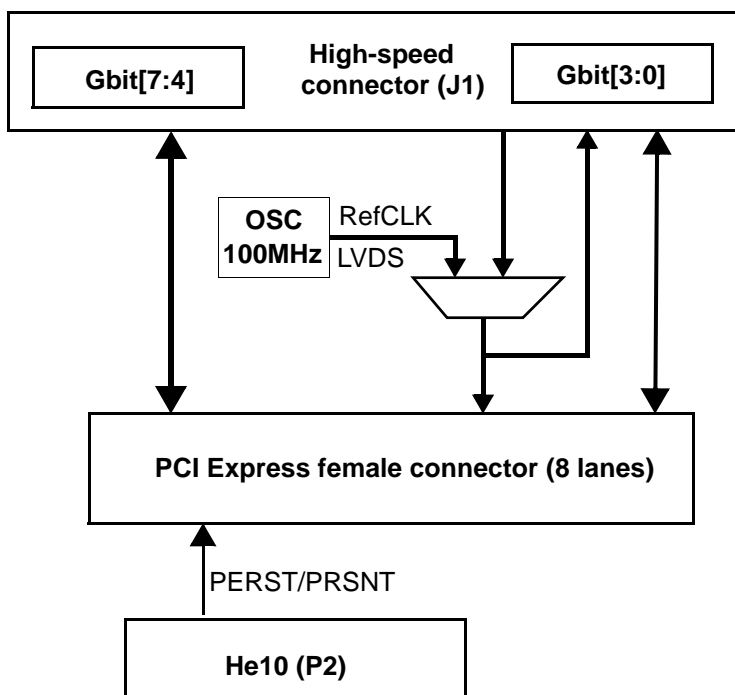 High-speed
connector (J1)
Gbit[7:4]
Gbit[3:0]
OSC
100MHz
RefCLK
LVDS
PCI Express female connector (8 lanes)
PERST/PRSNT
He10 (P2)